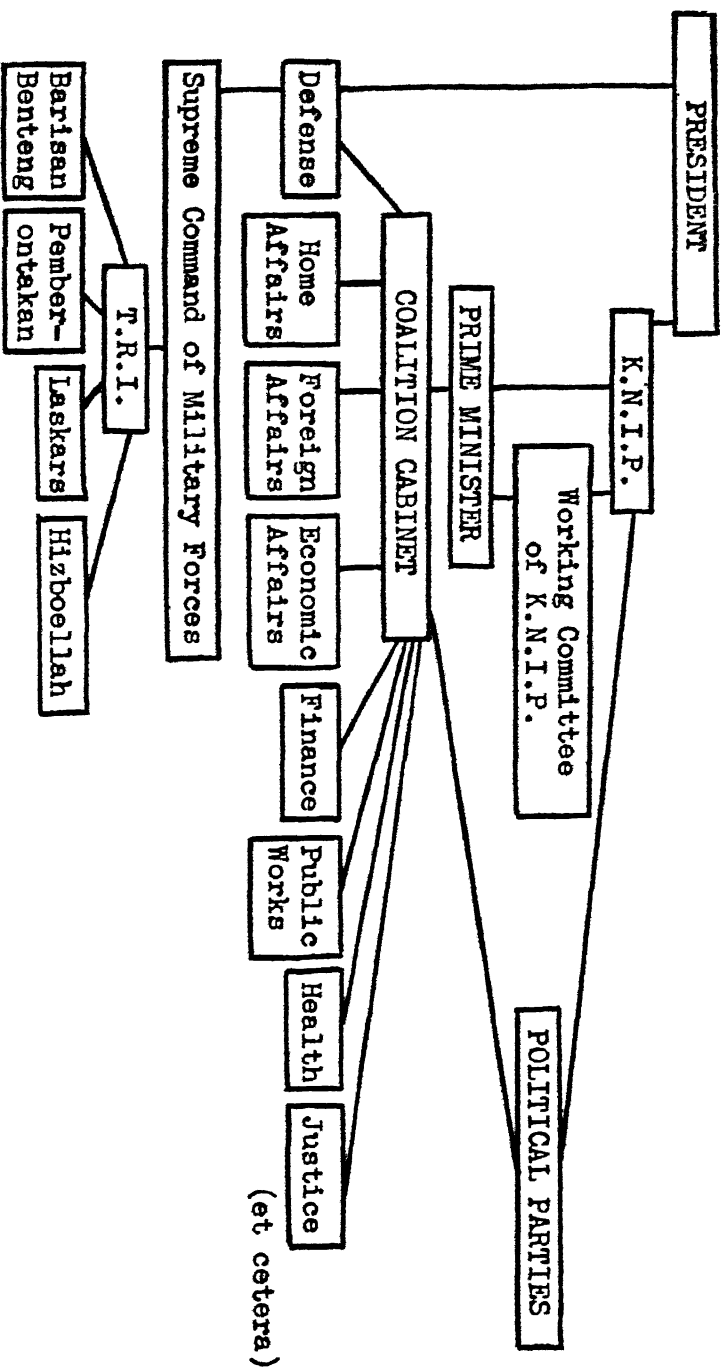 PRESIDENT
K.N.I.P.
Working Committee
of K.N.I.P.
POLITICAL PARTIES
PRIME MINISTER
COALITION CABINET
Defense
Home
Affairs
Foreign
Affairs
Economic
Affairs
Finance
Public
Works
Health
Justice
(et cetera)
Supreme Command of Military Forces
T.R.I.
Barisan
Benteng
Pember-
ontakan
Laskars
Hizboellah